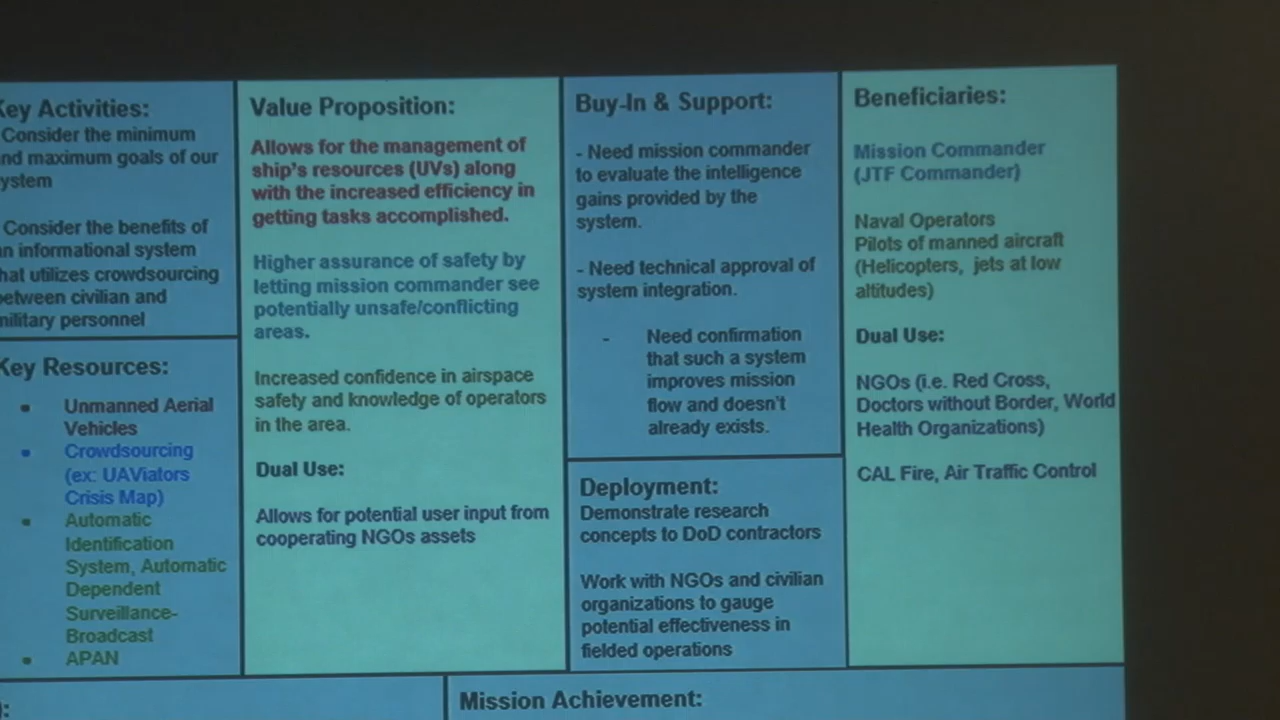 Key Activities:
Consider the minimum
and maximum goals of our
system
Consider the benefits of
an informational system
that utilizes crowdsourcing
between civilian and
military personnel
Key Resources:
• Unmanned Aerial
Vehicles
• Crowdsourcing
(ex: UAViators
Crisis Map)
• Automatic
Identification
System, Automatic
Dependent
Surveillance-
Broadcast
• APAN
Value Proposition:
Allows for the management of
ship's resources (UVs) along
with the increased efficiency in
getting tasks accomplished.
Higher assurance of safety by
letting mission commander see
potentially unsafe/conflicting
areas.
Increased confidence in airspace
safety and knowledge of operators
in the area.
Dual Use:
Allows for potential user input from
cooperating NGOs assets
Buy-In & Support:
- Need mission commander
to evaluate the intelligence
gains provided by the
system.
- Need technical approval of
system integration.
- Need confirmation
that such a system
improves mission
flow and doesn't
already exists.
Deployment:
Demonstrate research
concepts to DoD contractors
Work with NGOs and civilian
organizations to gauge
potential effectiveness in
fielded operations
Beneficiaries:
Mission Commander
(JTF Commander)
Naval Operators
Pilots of manned aircraft
(Helicopters, jets at low
altitudes)
Dual Use:
NGOs (i.e. Red Cross,
Doctors without Border, World
Health Organizations)
CAL Fire, Air Traffic Control
Mission Achievement: